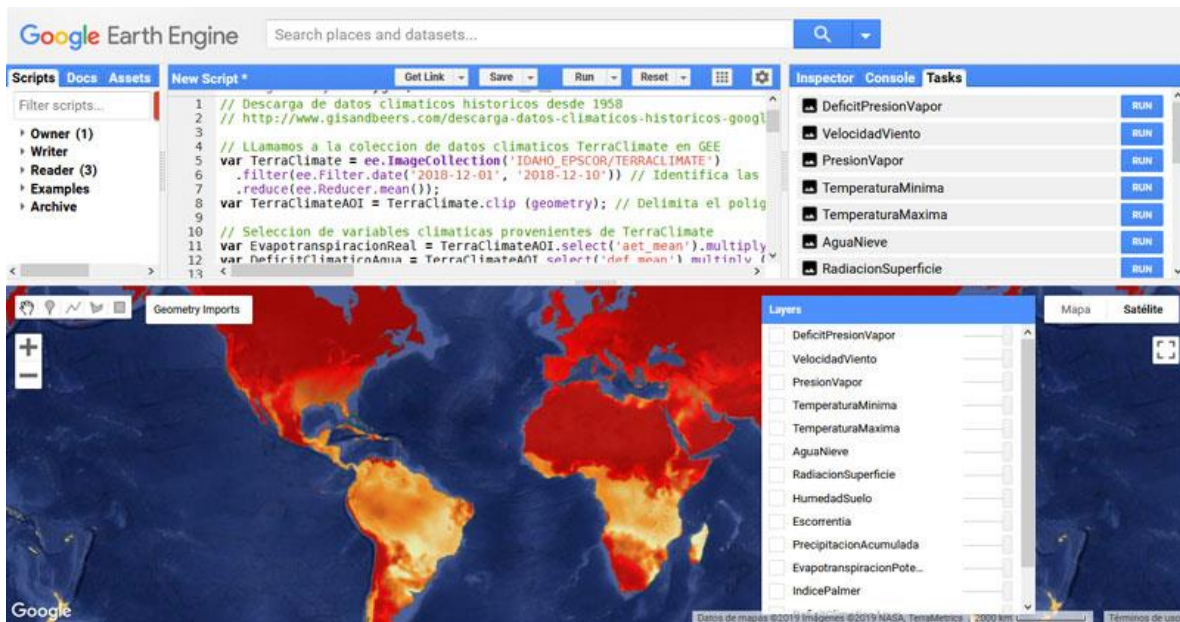 Google Earth Engine
Search places and datasets...
Scripts Docs Assets
Filter scripts...
Owner (1)
Writer
Reader (3)
Examples
Archive
New Script *
Get Link
Save
Run
Reset
1 // Descarga de datos climaticos historicos desde 1958
2 // http://www.gisandbeers.com/descarga-datos-climaticos-historicos-googl
3
4 // LLamamos a la coleccion de datos climaticos TerraClimate en GEE
5 var TerraClimate = ee.ImageCollection('IDAHO_EPSCOR/TERRACLIMATE')
6 .filter(ee.Filter.date('2018-12-01', '2018-12-10')) // Identifica las
7 .reduce(ee.Reducer.mean());
8 var TerraClimateAOI = TerraClimate.clip (geometry); // Delimita el polig
9
10 // Seleccion de variables climaticas provenientes de TerraClimate
11 var EvapotranspiracionReal = TerraClimateAOI.select('aet_mean').multiply
12 var DeficitClimaticoAgua = TerraClimateAOI.select('def_mean').multiply (
13
Inspector Console Tasks
DeficitPresionVapor RUN
VelocidadViento RUN
PresionVapor RUN
TemperaturaMinima RUN
TemperaturaMaxima RUN
AguaNieve RUN
RadiacionSuperficie RUN
Geometry Imports
+
−
Layers
DeficitPresionVapor
VelocidadViento
PresionVapor
TemperaturaMinima
TemperaturaMaxima
AguaNieve
RadiacionSuperficie
HumedadSuelo
Escorrentia
PrecipitacionAcumulada
EvapotranspiracionPote...
IndicePalmer
Mapa Satélite
Google
Datos de mapas ©2019 Imágenes ©2019 NASA, TerraMetrics 2000 km Términos de uso